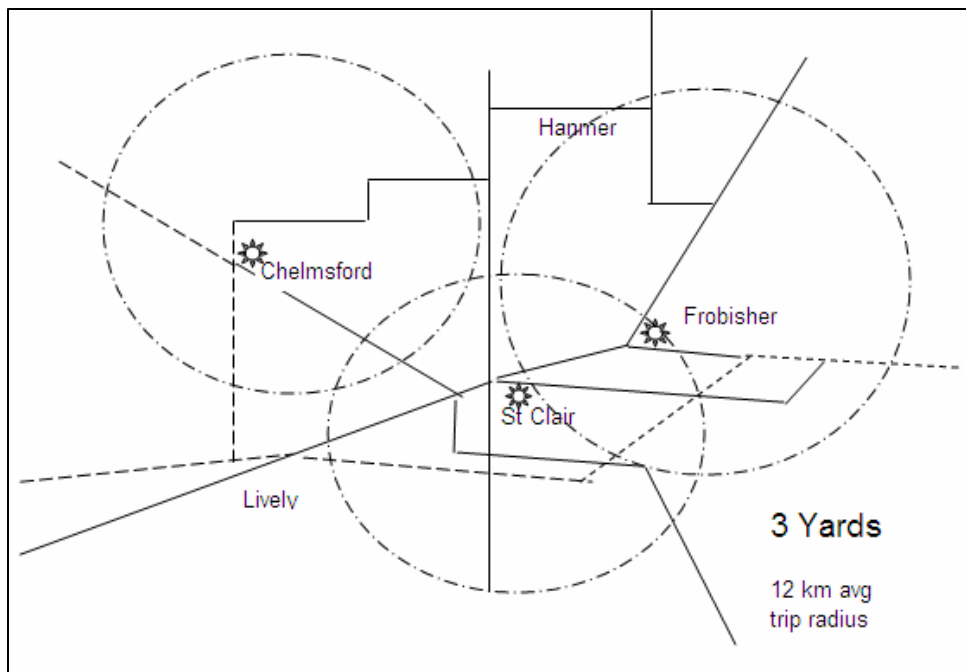 Hanmer
Chelmsford
Frobisher
St Clair
Lively
3 Yards
12 km avg
trip radius